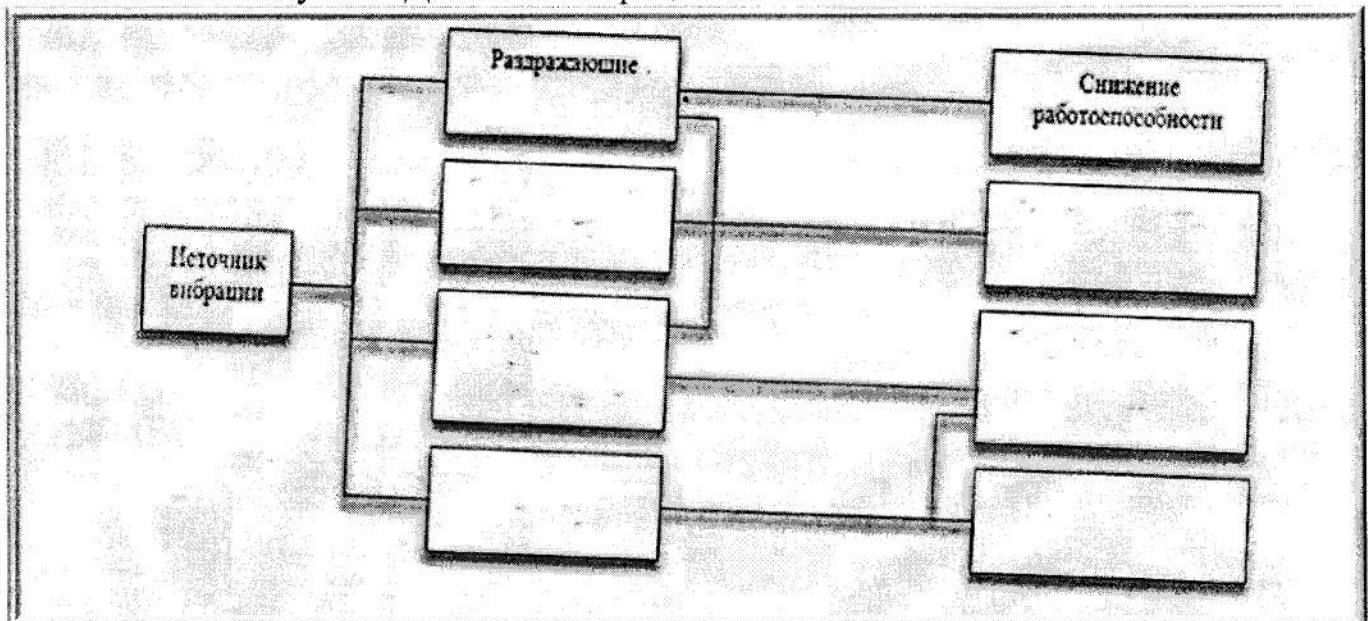 Раздражающие
Снижение
работоспособности
Источник
вибрации